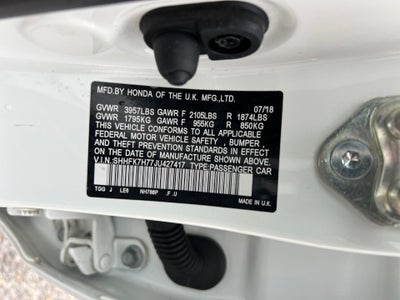 MFD.BY HONDA OF THE U.K. MFG.,LTD. 07/18
GVWR 3957LBS GAWR F 2105LBS R 1874LBS
GVWR 1795KG GAWR F 955KG R 850KG
THIS VEHICLE CONFORMS TO ALL APPLICABLE
FEDERAL MOTOR VEHICLE SAFETY , BUMPER ,
AND THEFT PREVENTION STANDARDS IN EFFECT
ON THE DATE OF MANUFACTURE SHOWN ABOVE.
V.I.N.:SHHFK7H77JU427417 TYPE:PASSENGER CAR
TGG J LE6 NH788P .F .U
MADE IN U.K.